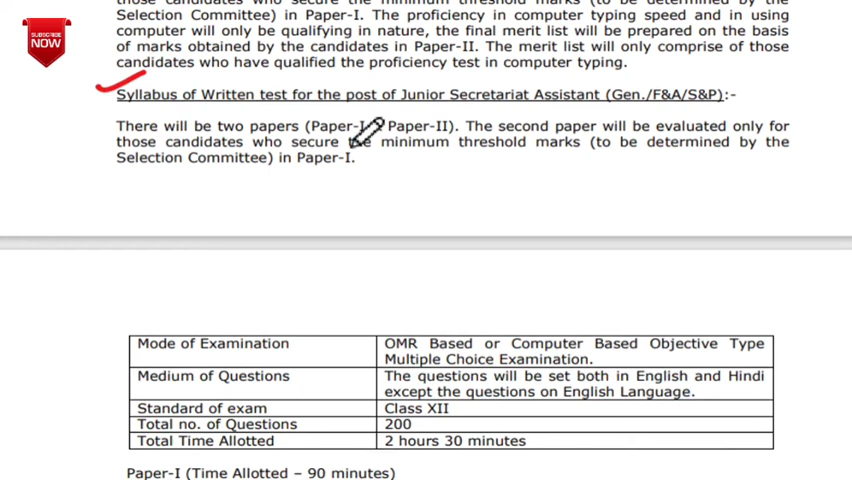 those candidates who secure the minimum threshold marks (to be determined by the
Selection Committee) in Paper-I. The proficiency in computer typing speed and in using
computer will only be qualifying in nature, the final merit list will be prepared on the basis
of marks obtained by the candidates in Paper-II. The merit list will only comprise of those
candidates who have qualified the proficiency test in computer typing.
SUBSCRIBE
NOW
Syllabus of Written test for the post of Junior Secretariat Assistant (Gen./F&A/S&P):-
There will be two papers (Paper-I Paper-II). The second paper will be evaluated only for
those candidates who secure the minimum threshold marks (to be determined by the
Selection Committee) in Paper-I.
Mode of Examination OMR Based or Computer Based Objective Type
Multiple Choice Examination.
Medium of Questions The questions will be set both in English and Hindi
except the questions on English Language.
Standard of exam Class XII
Total no. of Questions 200
Total Time Allotted 2 hours 30 minutes
Paper-I (Time Allotted – 90 minutes)